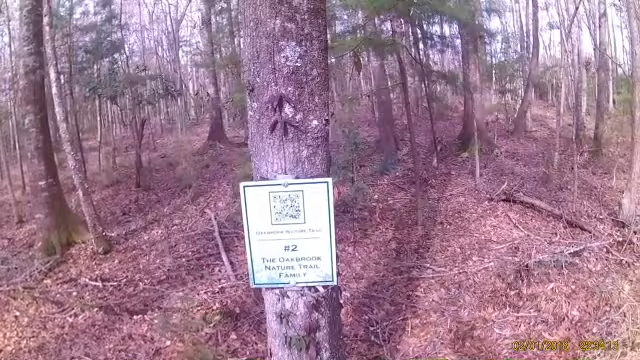 OAKBROOK NATURE TRAIL
#2
THE OAKBROOK
NATURE TRAIL
FAMILY